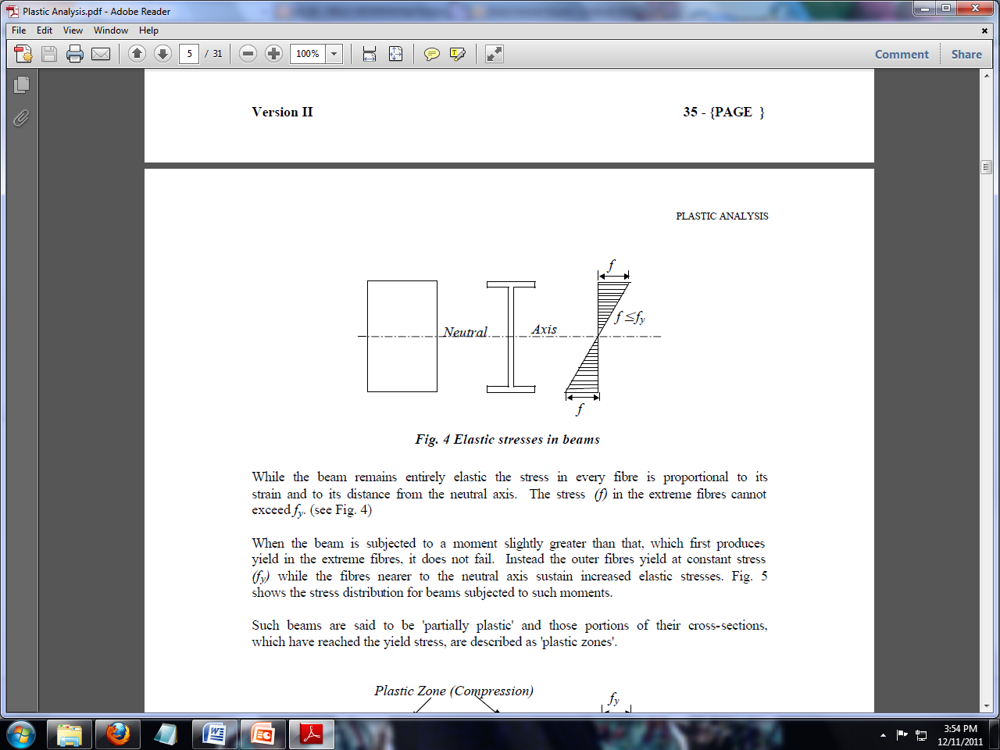 Plastic Analysis.pdf - Adobe Reader
File Edit View Window Help
5 / 31 100% Comment Share
Version II 35 - {PAGE }
PLASTIC ANALYSIS
f
f ≤fy
Neutral Axis
f
Fig. 4 Elastic stresses in beams
While the beam remains entirely elastic the stress in every fibre is proportional to its
strain and to its distance from the neutral axis. The stress (f) in the extreme fibres cannot
exceed fy. (see Fig. 4)
When the beam is subjected to a moment slightly greater than that, which first produces
yield in the extreme fibres, it does not fail. Instead the outer fibres yield at constant stress
(fy) while the fibres nearer to the neutral axis sustain increased elastic stresses. Fig. 5
shows the stress distribution for beams subjected to such moments.
Such beams are said to be 'partially plastic' and those portions of their cross-sections,
which have reached the yield stress, are described as 'plastic zones'.
Plastic Zone (Compression) fy
3:54 PM
12/11/2011